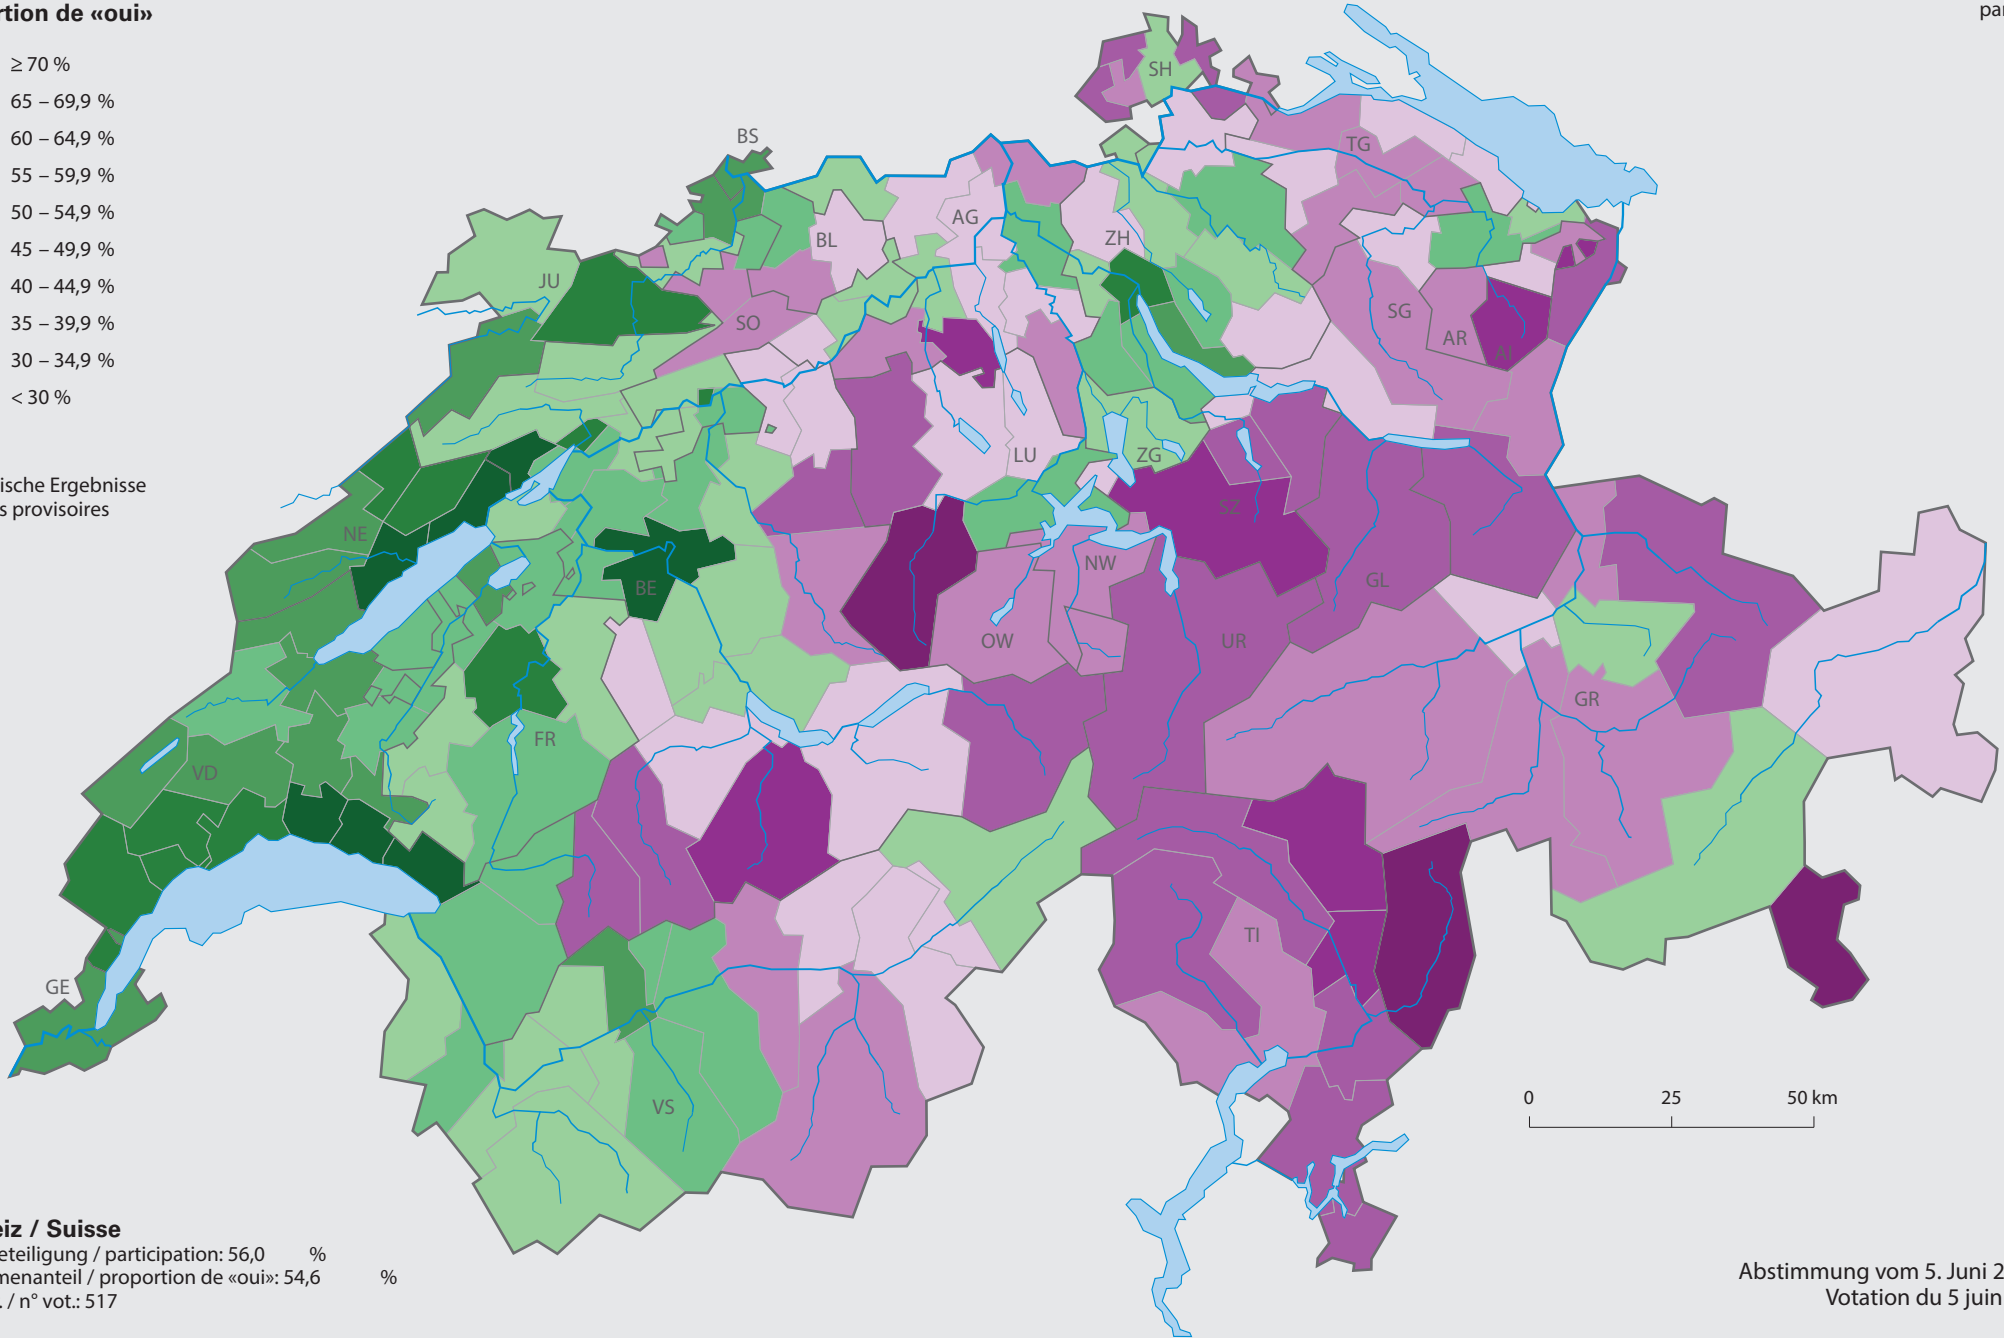 rtion de «oui»
≥ 70 %
65 – 69,9 %
60 – 64,9 %
55 – 59,9 %
50 – 54,9 %
45 – 49,9 %
40 – 44,9 %
35 – 39,9 %
30 – 34,9 %
< 30 %
ische Ergebnisse
s provisoires
par
SH
BS
TG
AG
BL
ZH
JU
SO
SG
AR
AI
LU
ZG
SZ
NE
BE
NW
GL
OW
UR
GR
FR
VD
TI
GE
VS
0 25 50 km
eiz / Suisse
eteiligung / participation: 56,0 %
menanteil / proportion de «oui»: 54,6 %
. / n° vot.: 517
Abstimmung vom 5. Juni 2
Votation du 5 juin